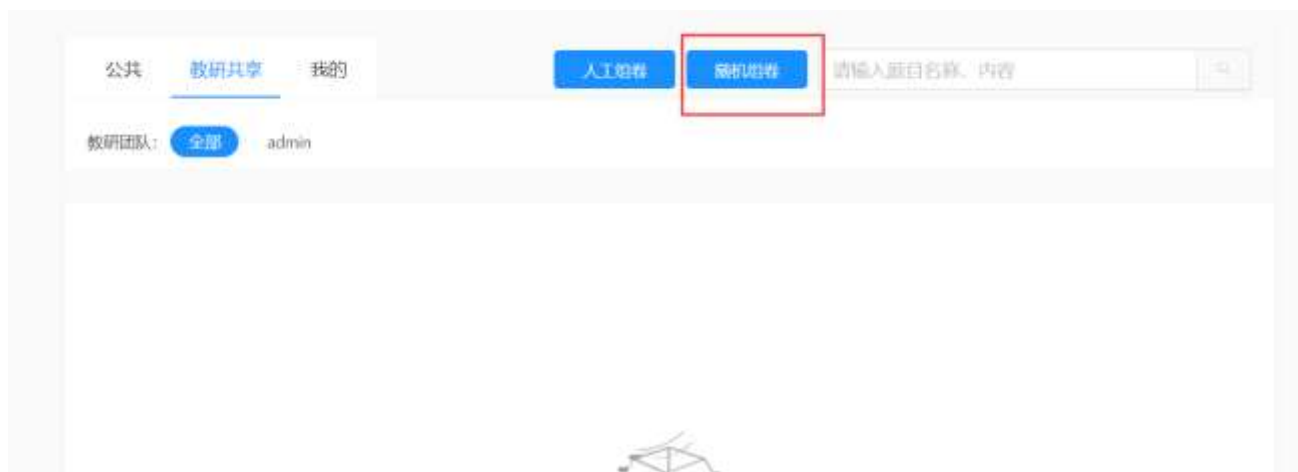 公共 教研共享 我的 人工组卷 随机组卷 请输入题目名称、内容
教研团队: 全部 admin